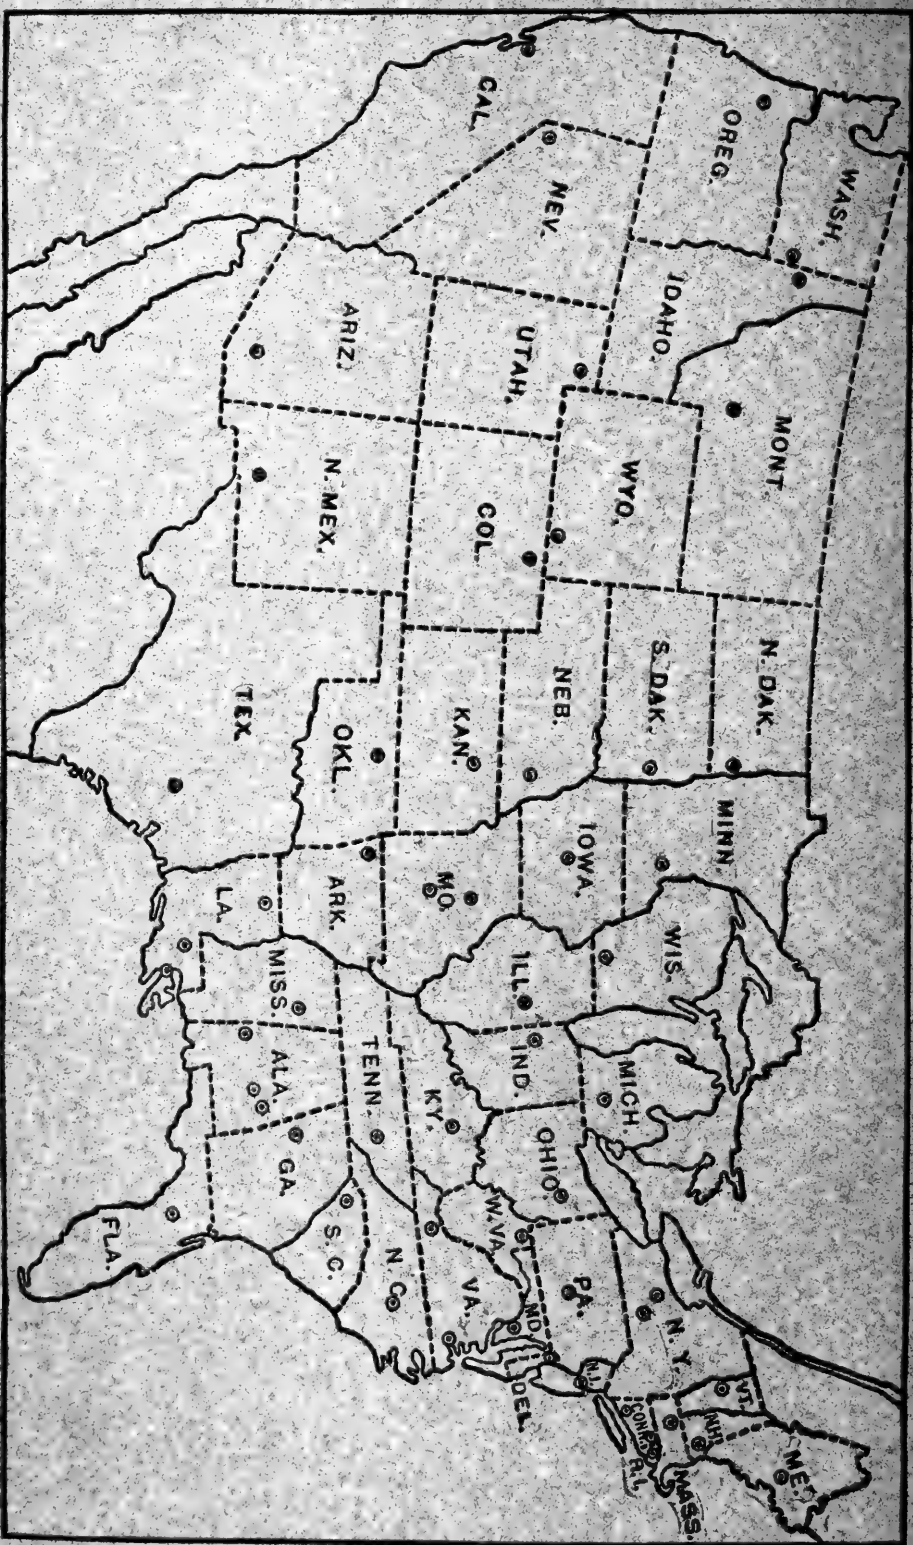 WASH.
OREG.
CAL.
NEV.
IDAHO.
MONT.
WYO.
UTAH.
COL.
ARIZ.
N. MEX.
N. DAK.
S. DAK.
NEB.
KAN.
OKL.
TEX.
MINN.
IOWA.
MO.
ARK.
LA.
WIS.
ILL.
MICH.
IND.
OHIO.
KY.
TENN.
MISS.
ALA.
GA.
FLA.
S. C.
N. C.
VA.
W. VA.
MD.
DEL.
PA.
N. J.
N. Y.
CONN.
R. I.
MASS.
VT.
N. H.
ME.